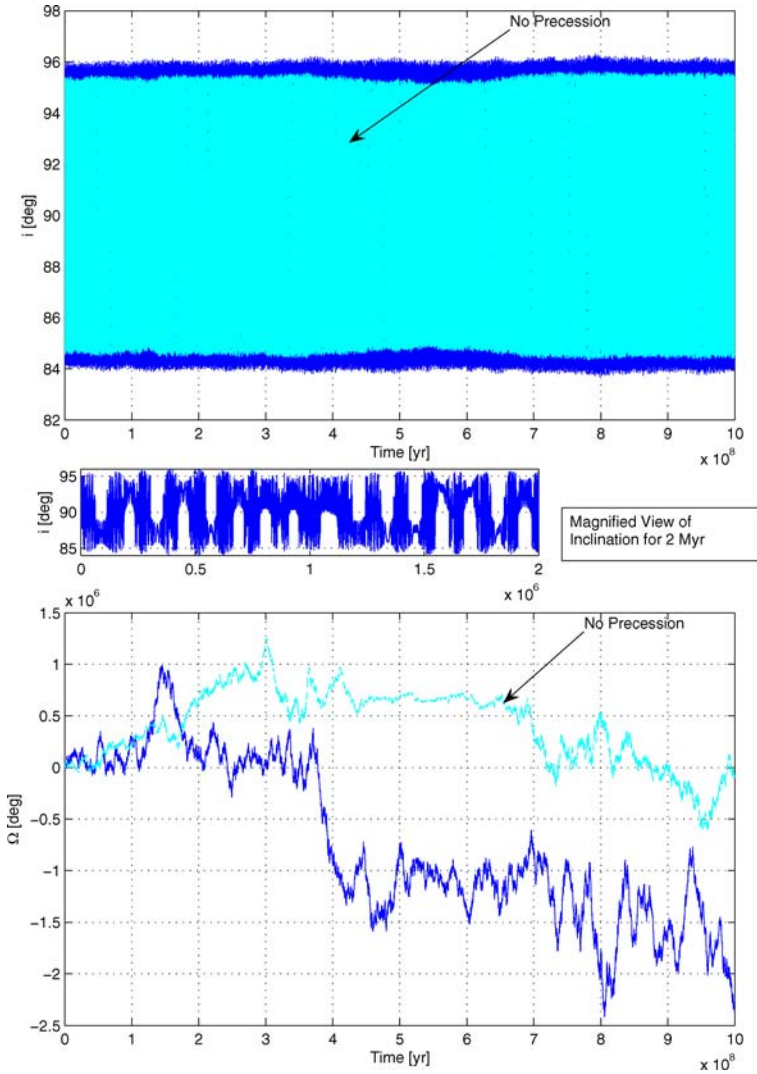 98
No Precession
96
94
92
90
88
86
84
82
i [deg]
0 1 2 3 4 5 6 7 8 9 10
Time [yr]
x 10^8
95
90
85
i [deg]
0 0.5 1 1.5 2
x 10^6
Magnified View of
Inclination for 2 Myr
x 10^6
1.5
No Precession
1
0.5
0
−0.5
−1
−1.5
−2
−2.5
Ω [deg]
0 1 2 3 4 5 6 7 8 9 10
Time [yr]
x 10^8